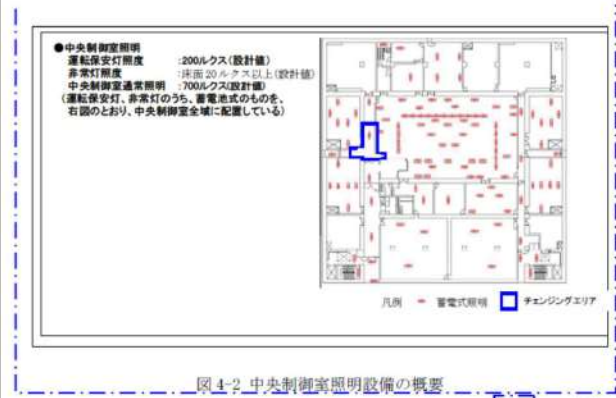 ●中央制御室照明
運転保安灯照度 :200ルクス(設計値)
非常灯照度 :床面20ルクス以上(設計値)
中央制御室通常照明 :700ルクス(設計値)
(運転保安灯、非常灯のうち、蓄電池式のものを、
右図のとおり、中央制御室全域に配置している)
凡例 蓄電式照明 チェンジングエリア
図 4-2 中央制御室照明設備の概要